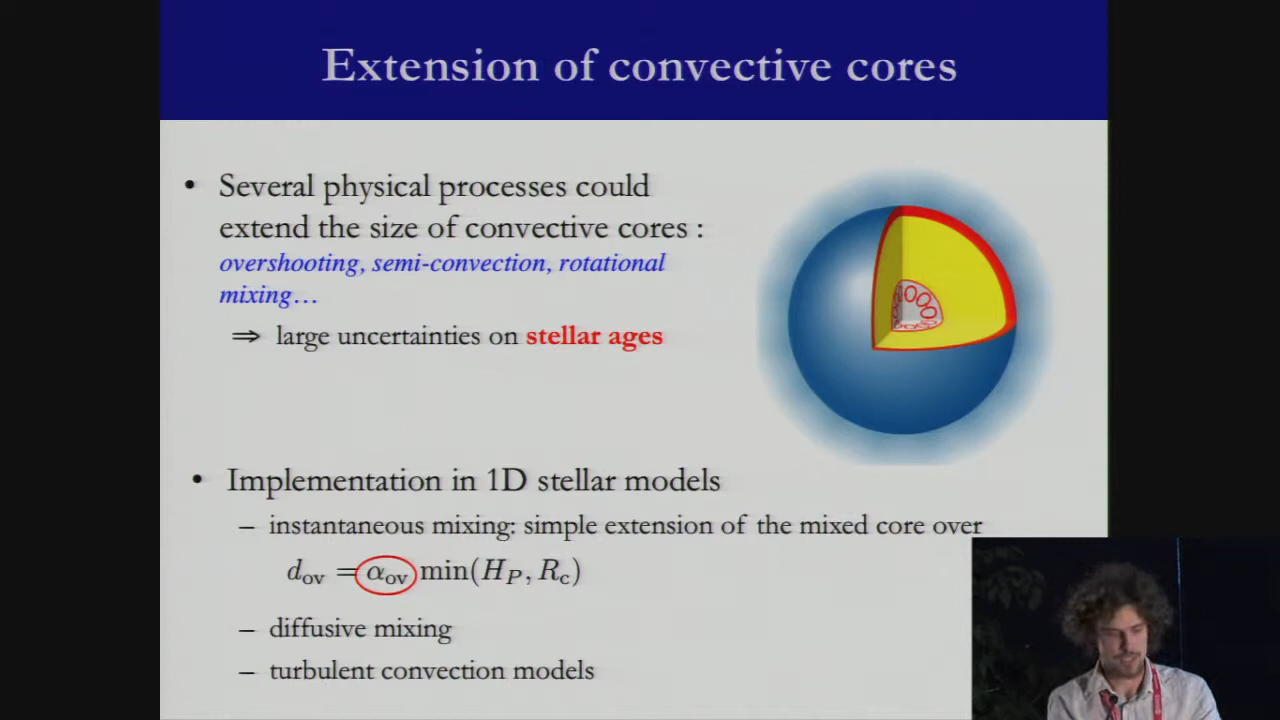 Extension of convective cores
• Several physical processes could
extend the size of convective cores :
overshooting, semi-convection, rotational
mixing…
⇒ large uncertainties on stellar ages
• Implementation in 1D stellar models
– instantaneous mixing: simple extension of the mixed core over
d_ov = α_ov min(H_P, R_c)
– diffusive mixing
– turbulent convection models